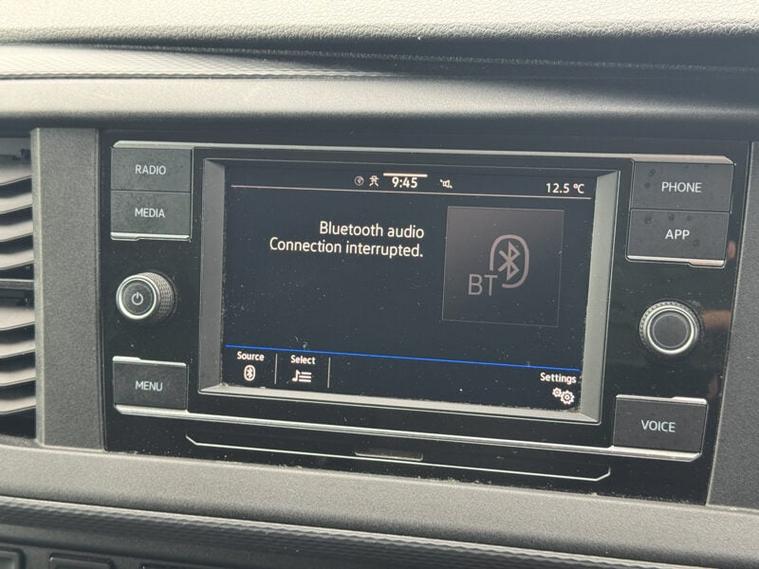 RADIO
MEDIA
MENU
9:45
12.5 °C
Bluetooth audio
Connection interrupted.
BT
Source
Select
Settings
PHONE
APP
VOICE